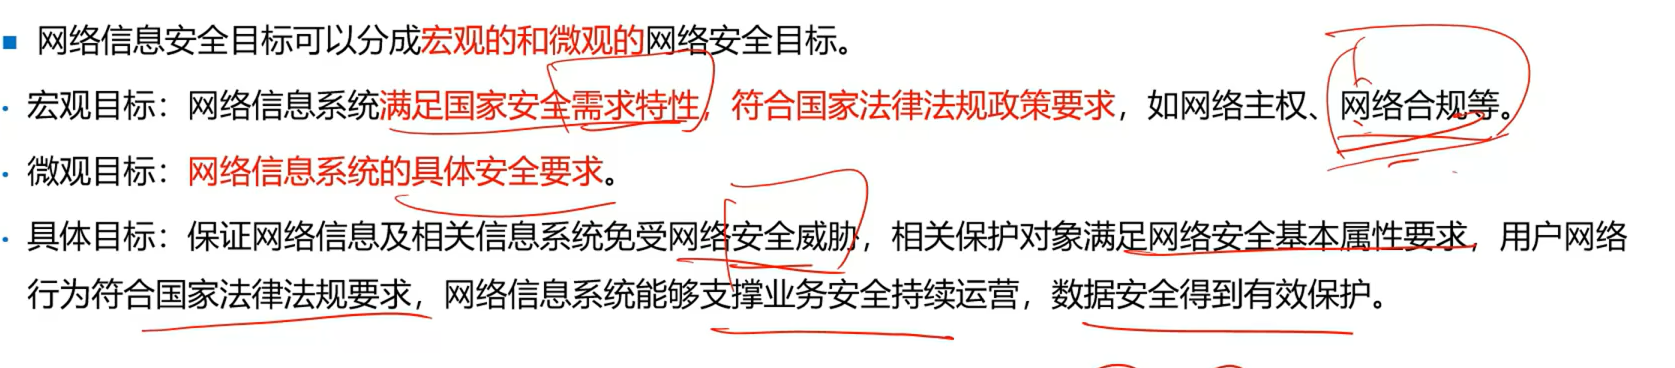 网络信息安全目标可以分成宏观的和微观的网络安全目标。
宏观目标：网络信息系统满足国家安全需求特性，符合国家法律法规政策要求，如网络主权、网络合规等。
微观目标：网络信息系统的具体安全要求。
具体目标：保证网络信息及相关信息系统免受网络安全威胁，相关保护对象满足网络安全基本属性要求，用户网络
行为符合国家法律法规要求，网络信息系统能够支撑业务安全持续运营，数据安全得到有效保护。